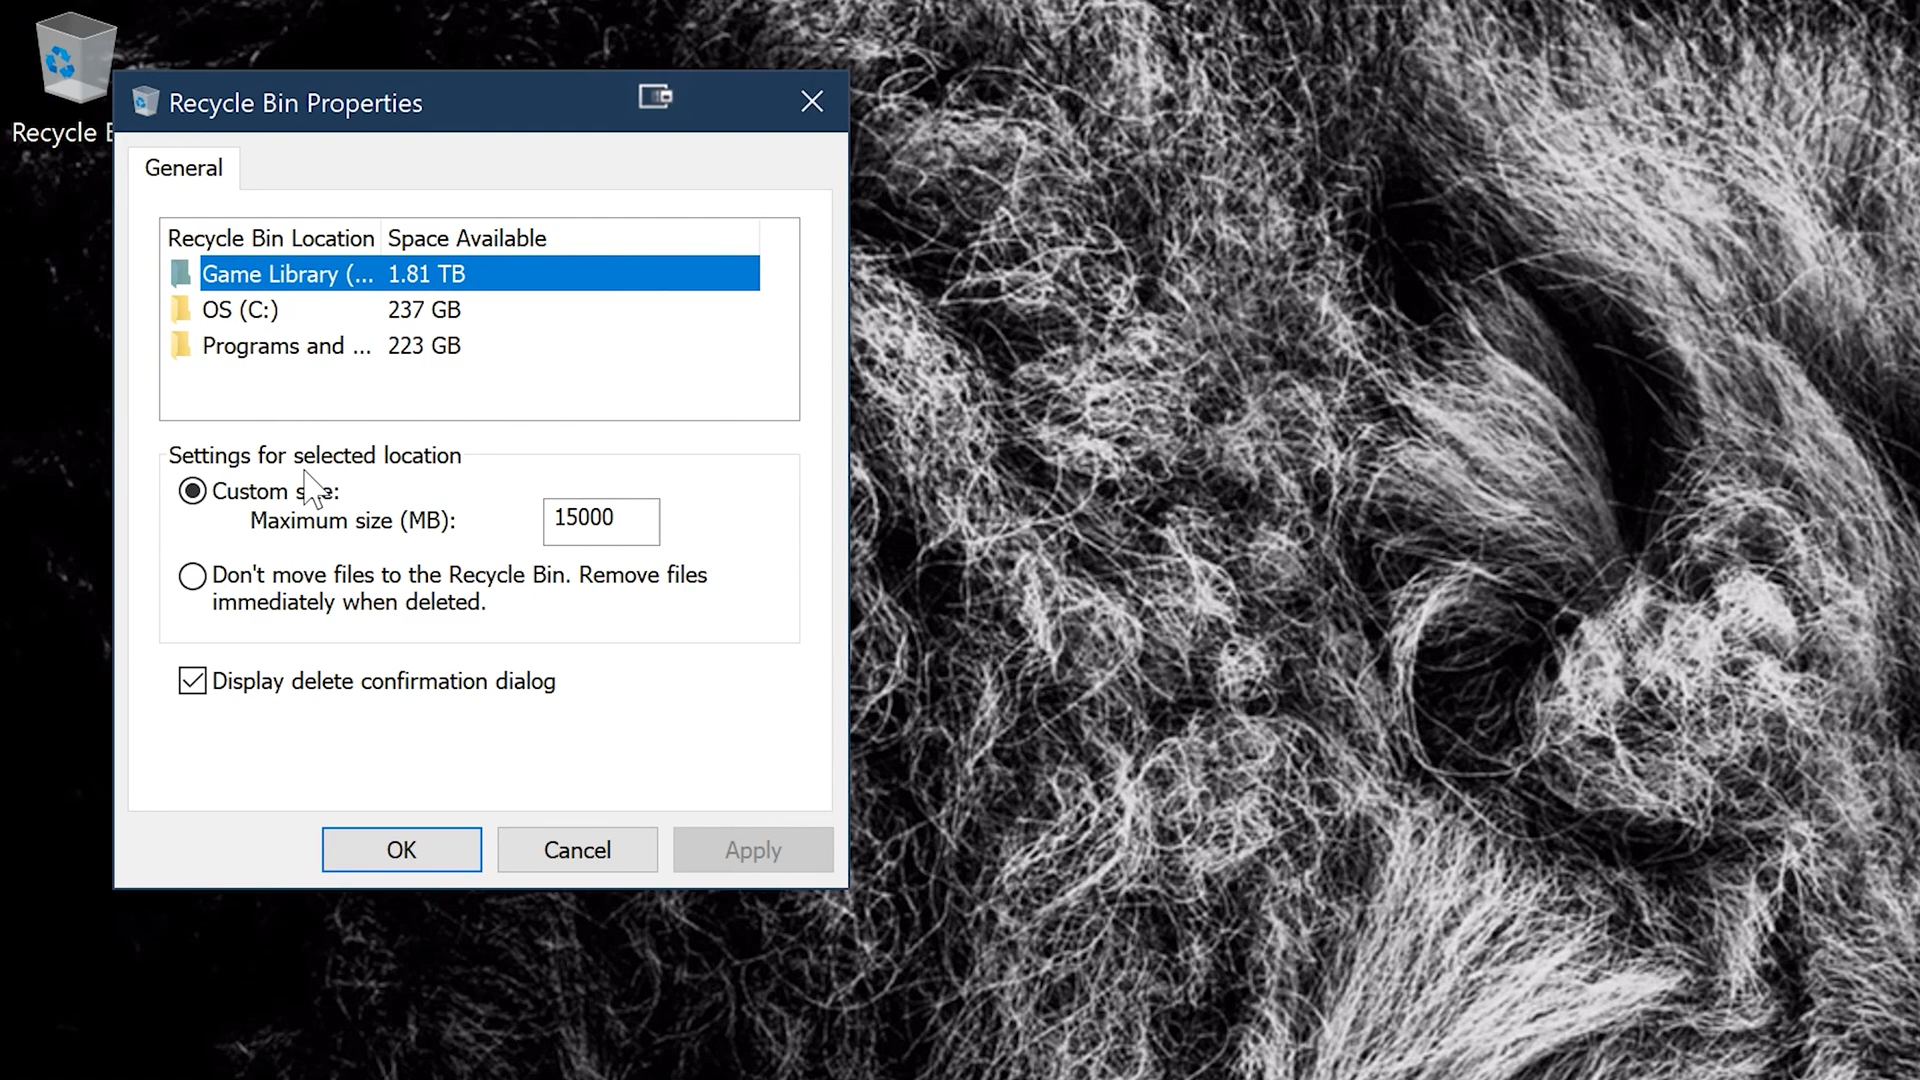 Recycle
Recycle Bin Properties
General
Recycle Bin Location Space Available
Game Library (... 1.81 TB
OS (C:) 237 GB
Programs and ... 223 GB
Settings for selected location
Custom
Maximum size (MB): 15000
Don't move files to the Recycle Bin. Remove files
immediately when deleted.
Display delete confirmation dialog
OK Cancel Apply